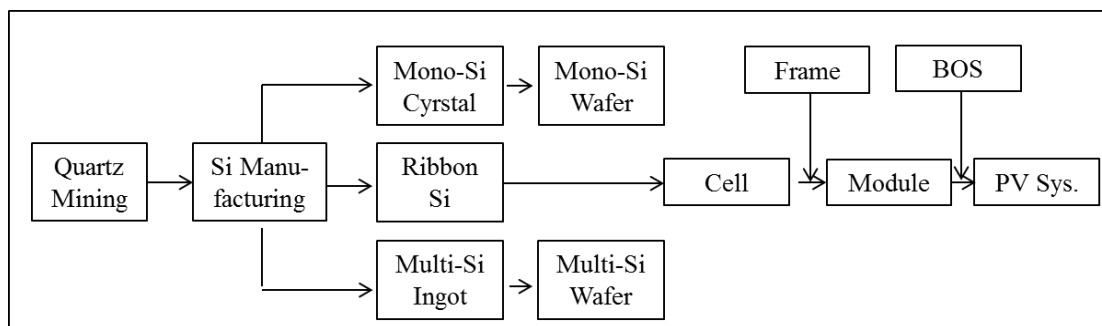 Mono-Si
Cyrstal
Mono-Si
Wafer
Frame
BOS
Quartz
Mining
Si Manu-
facturing
Ribbon
Si
Cell
Module
PV Sys.
Multi-Si
Ingot
Multi-Si
Wafer